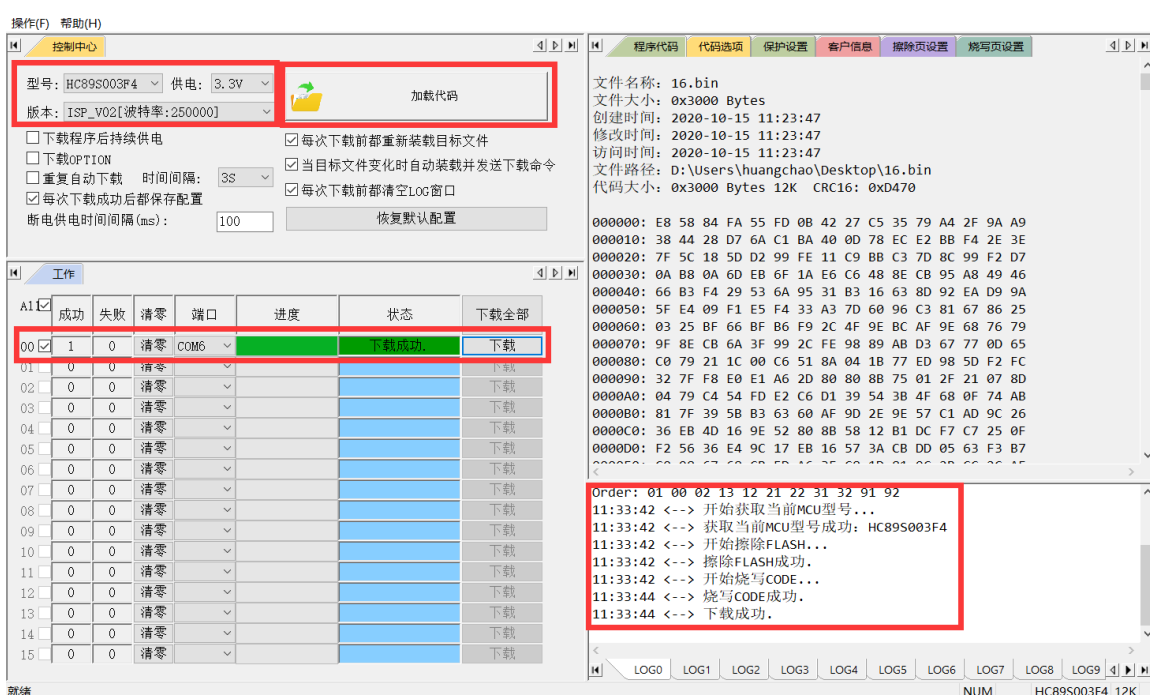 操作(F) 帮助(H)
控制中心
型号: HC89S003F4 供电: 3.3V
版本: ISP_V02[波特率:250000]
加载代码
下载程序后持续供电
下载OPTION
重复自动下载 时间间隔: 3S
每次下载成功后都保存配置
断电供电时间间隔(ms): 100
每次下载前都重新装载目标文件
当目标文件变化时自动装载并发送下载命令
每次下载前都清空LOG窗口
恢复默认配置
工作
All 成功 失败 清零 端口 进度 状态 下载全部
00 1 0 清零 COM6 下载成功. 下载
01 0 0 清零 下载
02 0 0 清零 下载
03 0 0 清零 下载
04 0 0 清零 下载
05 0 0 清零 下载
06 0 0 清零 下载
07 0 0 清零 下载
08 0 0 清零 下载
09 0 0 清零 下载
10 0 0 清零 下载
11 0 0 清零 下载
12 0 0 清零 下载
13 0 0 清零 下载
14 0 0 清零 下载
15 0 0 清零 下载
程序代码 代码选项 保护设置 客户信息 擦除页设置 烧写页设置
文件名称: 16.bin
文件大小: 0x3000 Bytes
创建时间: 2020-10-15 11:23:47
修改时间: 2020-10-15 11:23:47
访问时间: 2020-10-15 11:23:47
文件路径: D:\Users\huangchao\Desktop\16.bin
代码大小: 0x3000 Bytes 12K CRC16: 0xD470
000000: E8 58 84 FA 55 FD 0B 42 27 C5 35 79 A4 2F 9A A9
000010: 38 44 28 D7 6A C1 BA 40 0D 78 EC E2 BB F4 2E 3E
000020: 7F 5C 18 5D D2 99 FE 11 C9 BB C3 7D 8C 99 F2 D7
000030: 0A B8 0A 6D EB 6F 1A E6 C6 48 8E CB 95 A8 49 46
000040: 66 B3 F4 29 53 6A 95 31 B3 16 63 8D 92 EA D9 9A
000050: 5F E4 09 F1 E5 F4 33 A3 7D 60 96 C3 81 67 86 25
000060: 03 25 BF 66 BF B6 F9 2C 4F 9E BC AF 9E 68 76 79
000070: 9F 8E CB 6A 3F 99 2C FE 98 89 AB D3 67 77 0D 65
000080: C0 79 21 1C 00 C6 51 8A 04 1B 77 ED 98 5D F2 FC
000090: 32 7F F8 E0 E1 A6 2D 80 80 8B 75 01 2F 21 07 8D
0000A0: 04 79 C4 54 FD E2 C6 D1 39 54 3B 4F 68 0F 74 AB
0000B0: 81 7F 39 5B B3 63 60 AF 9D 2E 9E 57 C1 AD 9C 26
0000C0: 36 EB 4D 16 9E 52 80 8B 58 12 B1 DC F7 C7 25 0F
0000D0: F2 56 36 E4 9C 17 EB 16 57 3A CB DD 05 63 F3 B7
Order: 01 00 02 13 12 21 22 31 32 91 92
11:33:42 <--> 开始获取当前MCU型号...
11:33:42 <--> 获取当前MCU型号成功: HC89S003F4
11:33:42 <--> 开始擦除FLASH...
11:33:42 <--> 擦除FLASH成功.
11:33:42 <--> 开始烧写CODE...
11:33:44 <--> 烧写CODE成功.
11:33:44 <--> 下载成功.
LOG0 LOG1 LOG2 LOG3 LOG4 LOG5 LOG6 LOG7 LOG8 LOG9
就绪 NUM HC89S003F4 12K